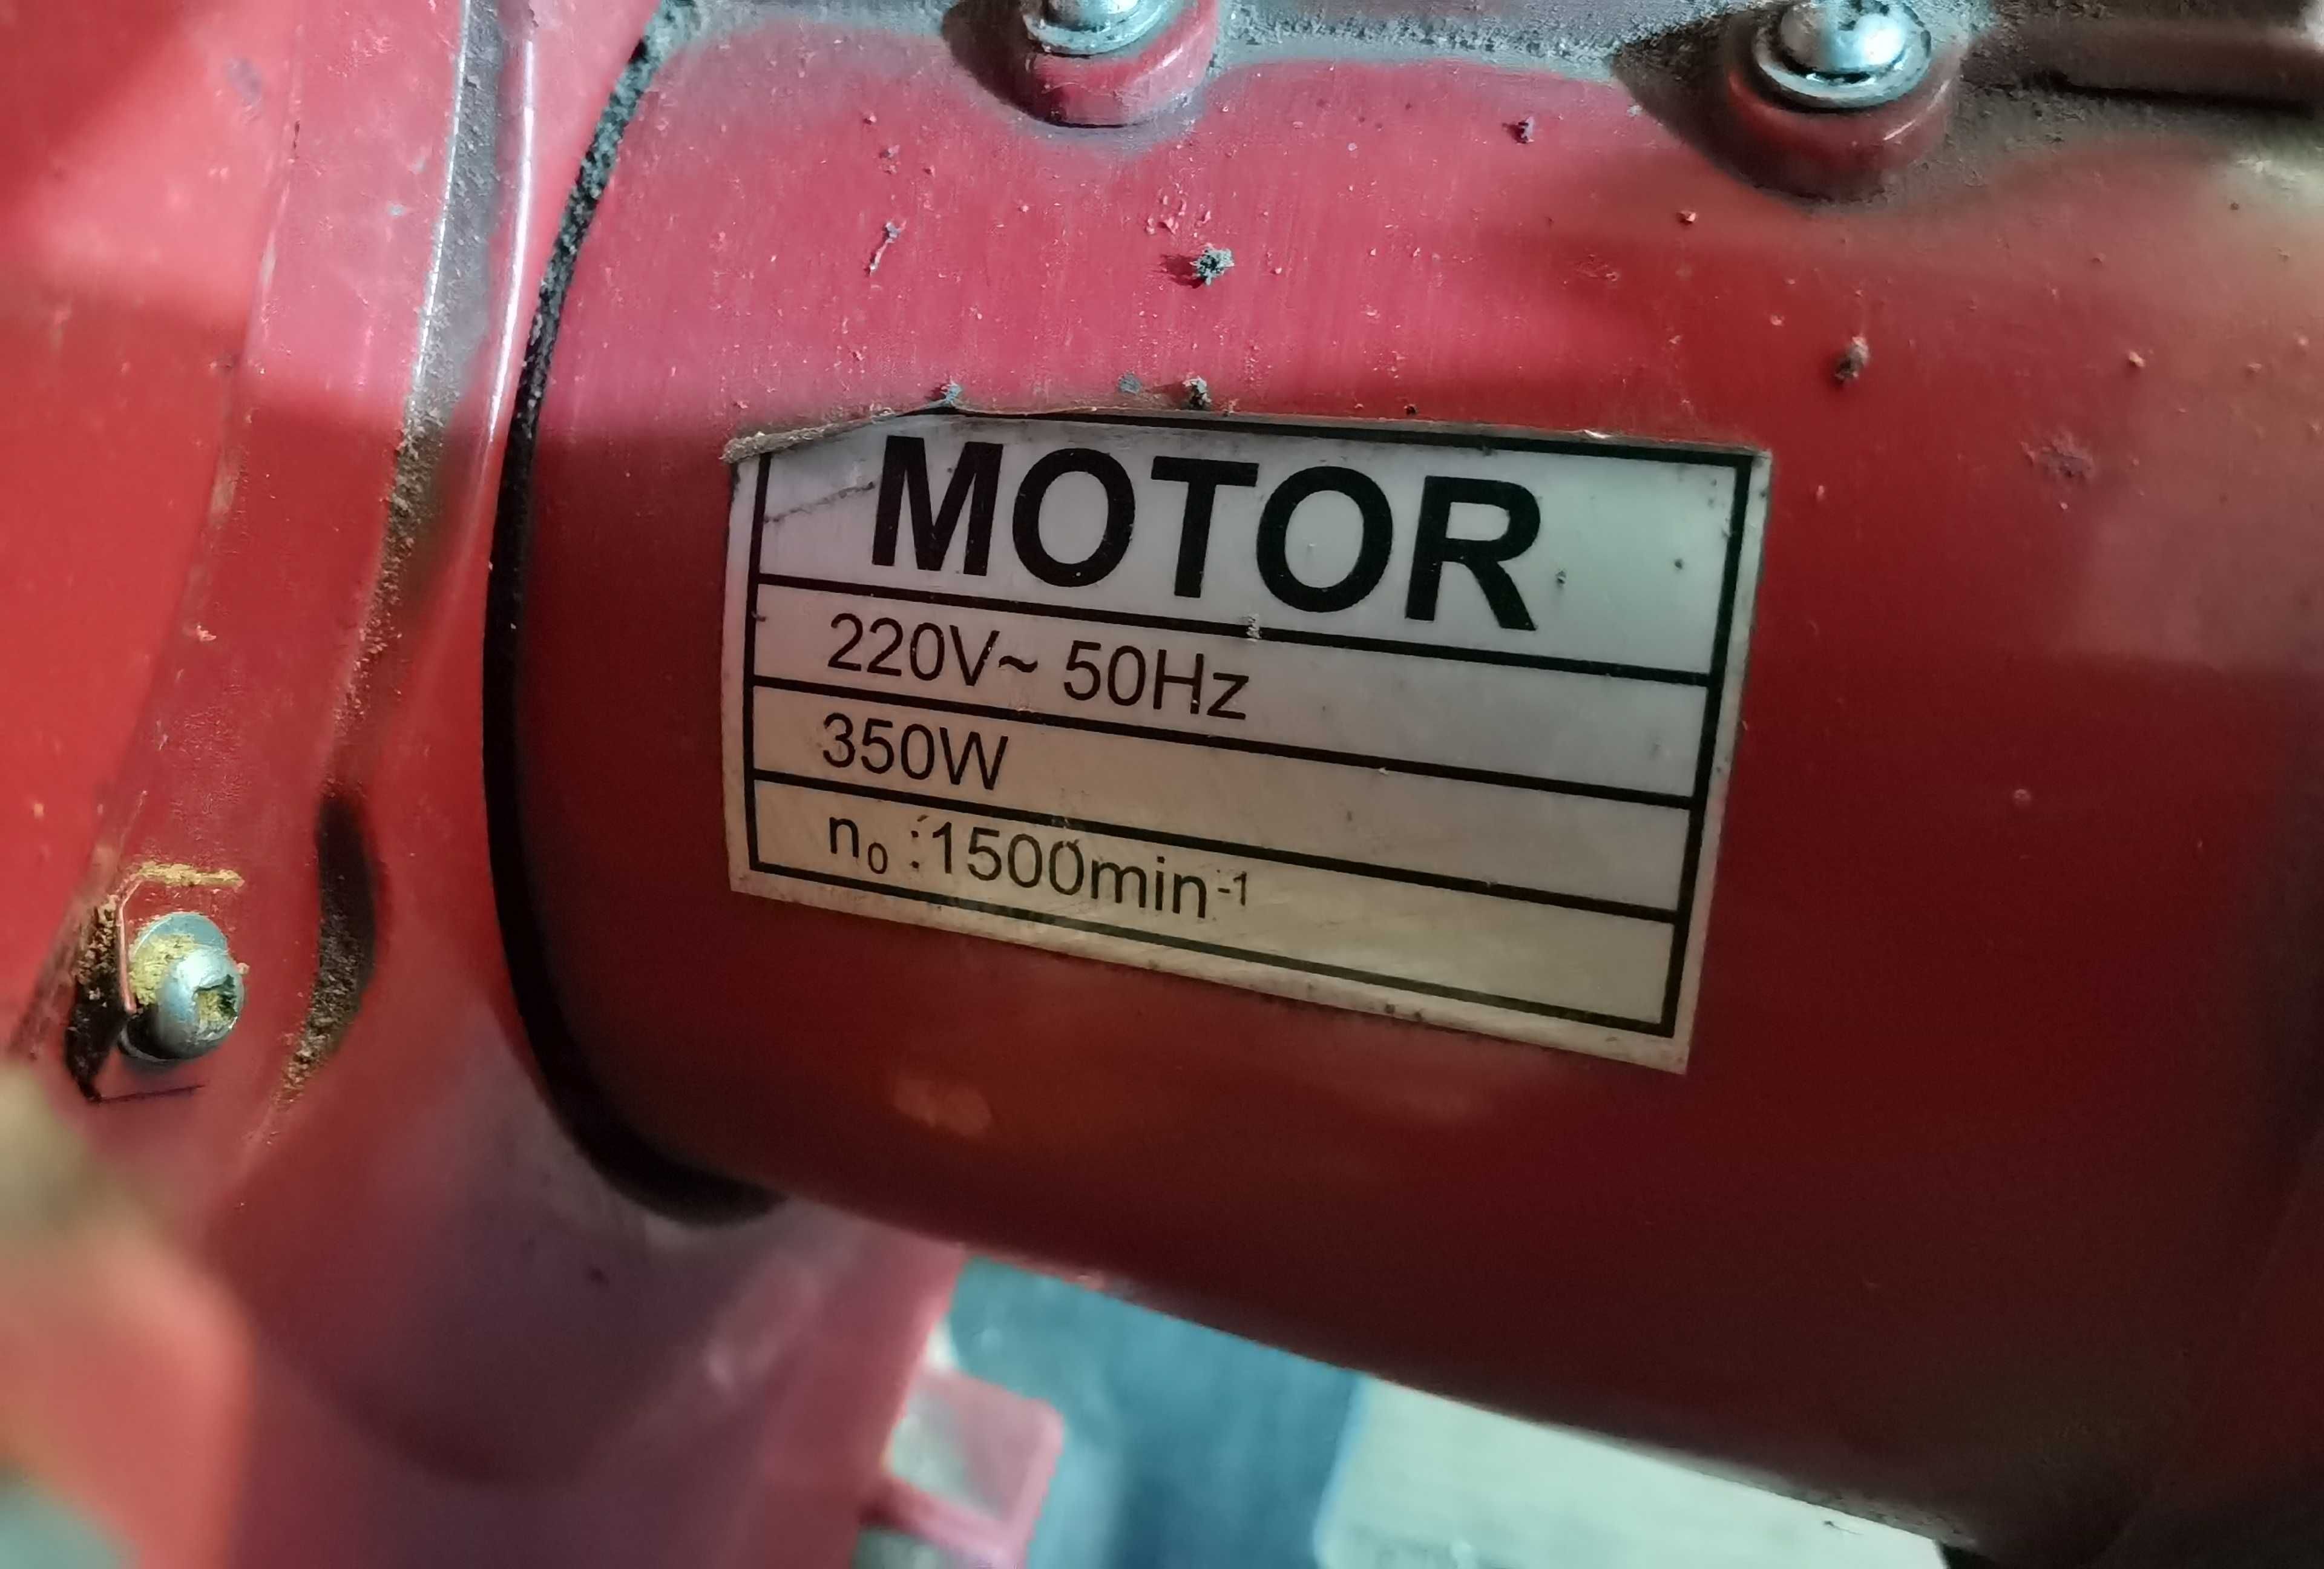 MOTOR
220V~ 50Hz
350W
n₀ :1500min⁻¹